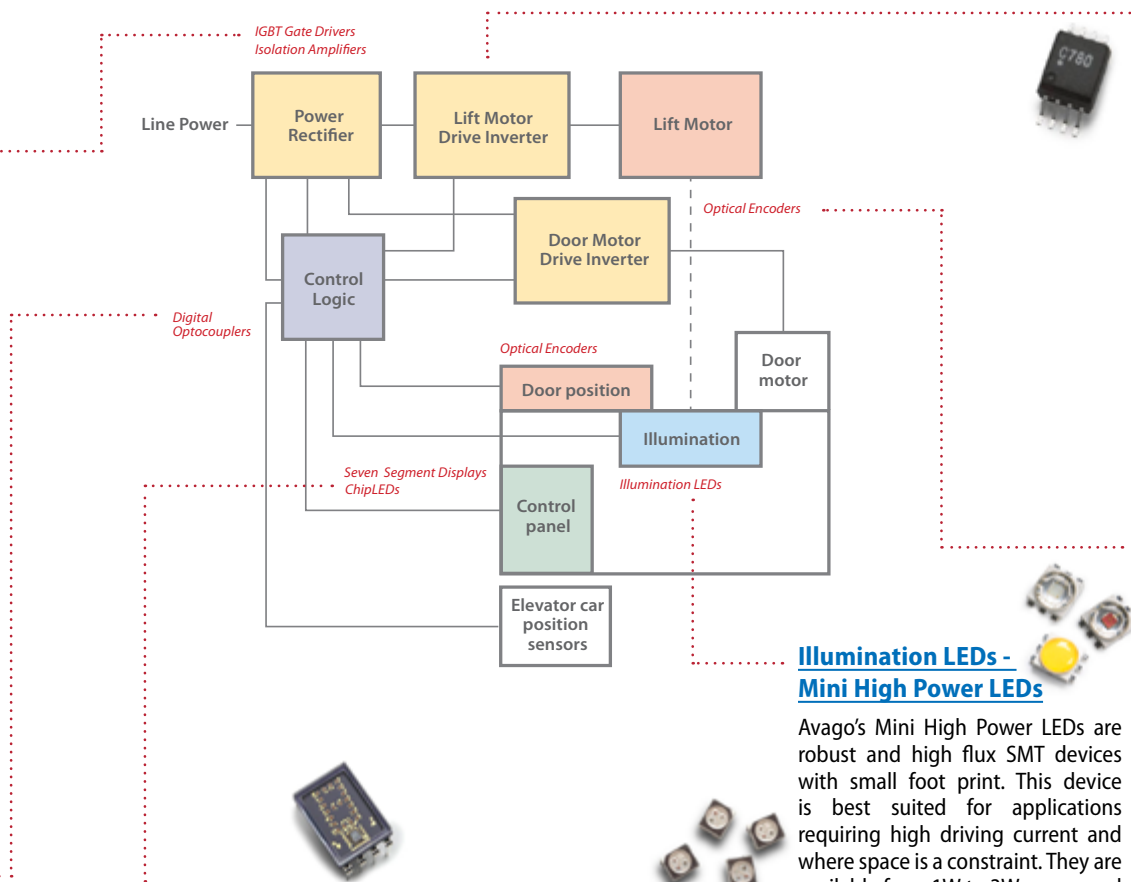 IGBT Gate Drivers
Isolation Amplifiers
C780
Line Power
Power
Rectifier
Lift Motor
Drive Inverter
Lift Motor
Optical Encoders
Door Motor
Drive Inverter
Control
Logic
Digital
Optocouplers
Optical Encoders
Door
motor
Door position
Illumination
Seven Segment Displays
ChipLEDs
Illumination LEDs
Control
panel
Elevator car
position
sensors
Illumination LEDs -
Mini High Power LEDs
Avago’s Mini High Power LEDs are
robust and high flux SMT devices
with small foot print. This device
is best suited for applications
requiring high driving current and
where space is a constraint. They are